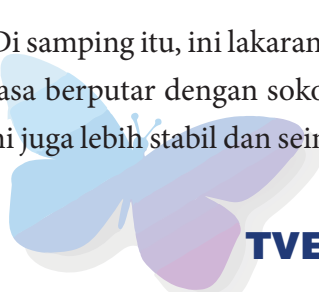 Di samping itu, ini lakaran
asa berputar dengan soko
ni juga lebih stabil dan sein
TVE